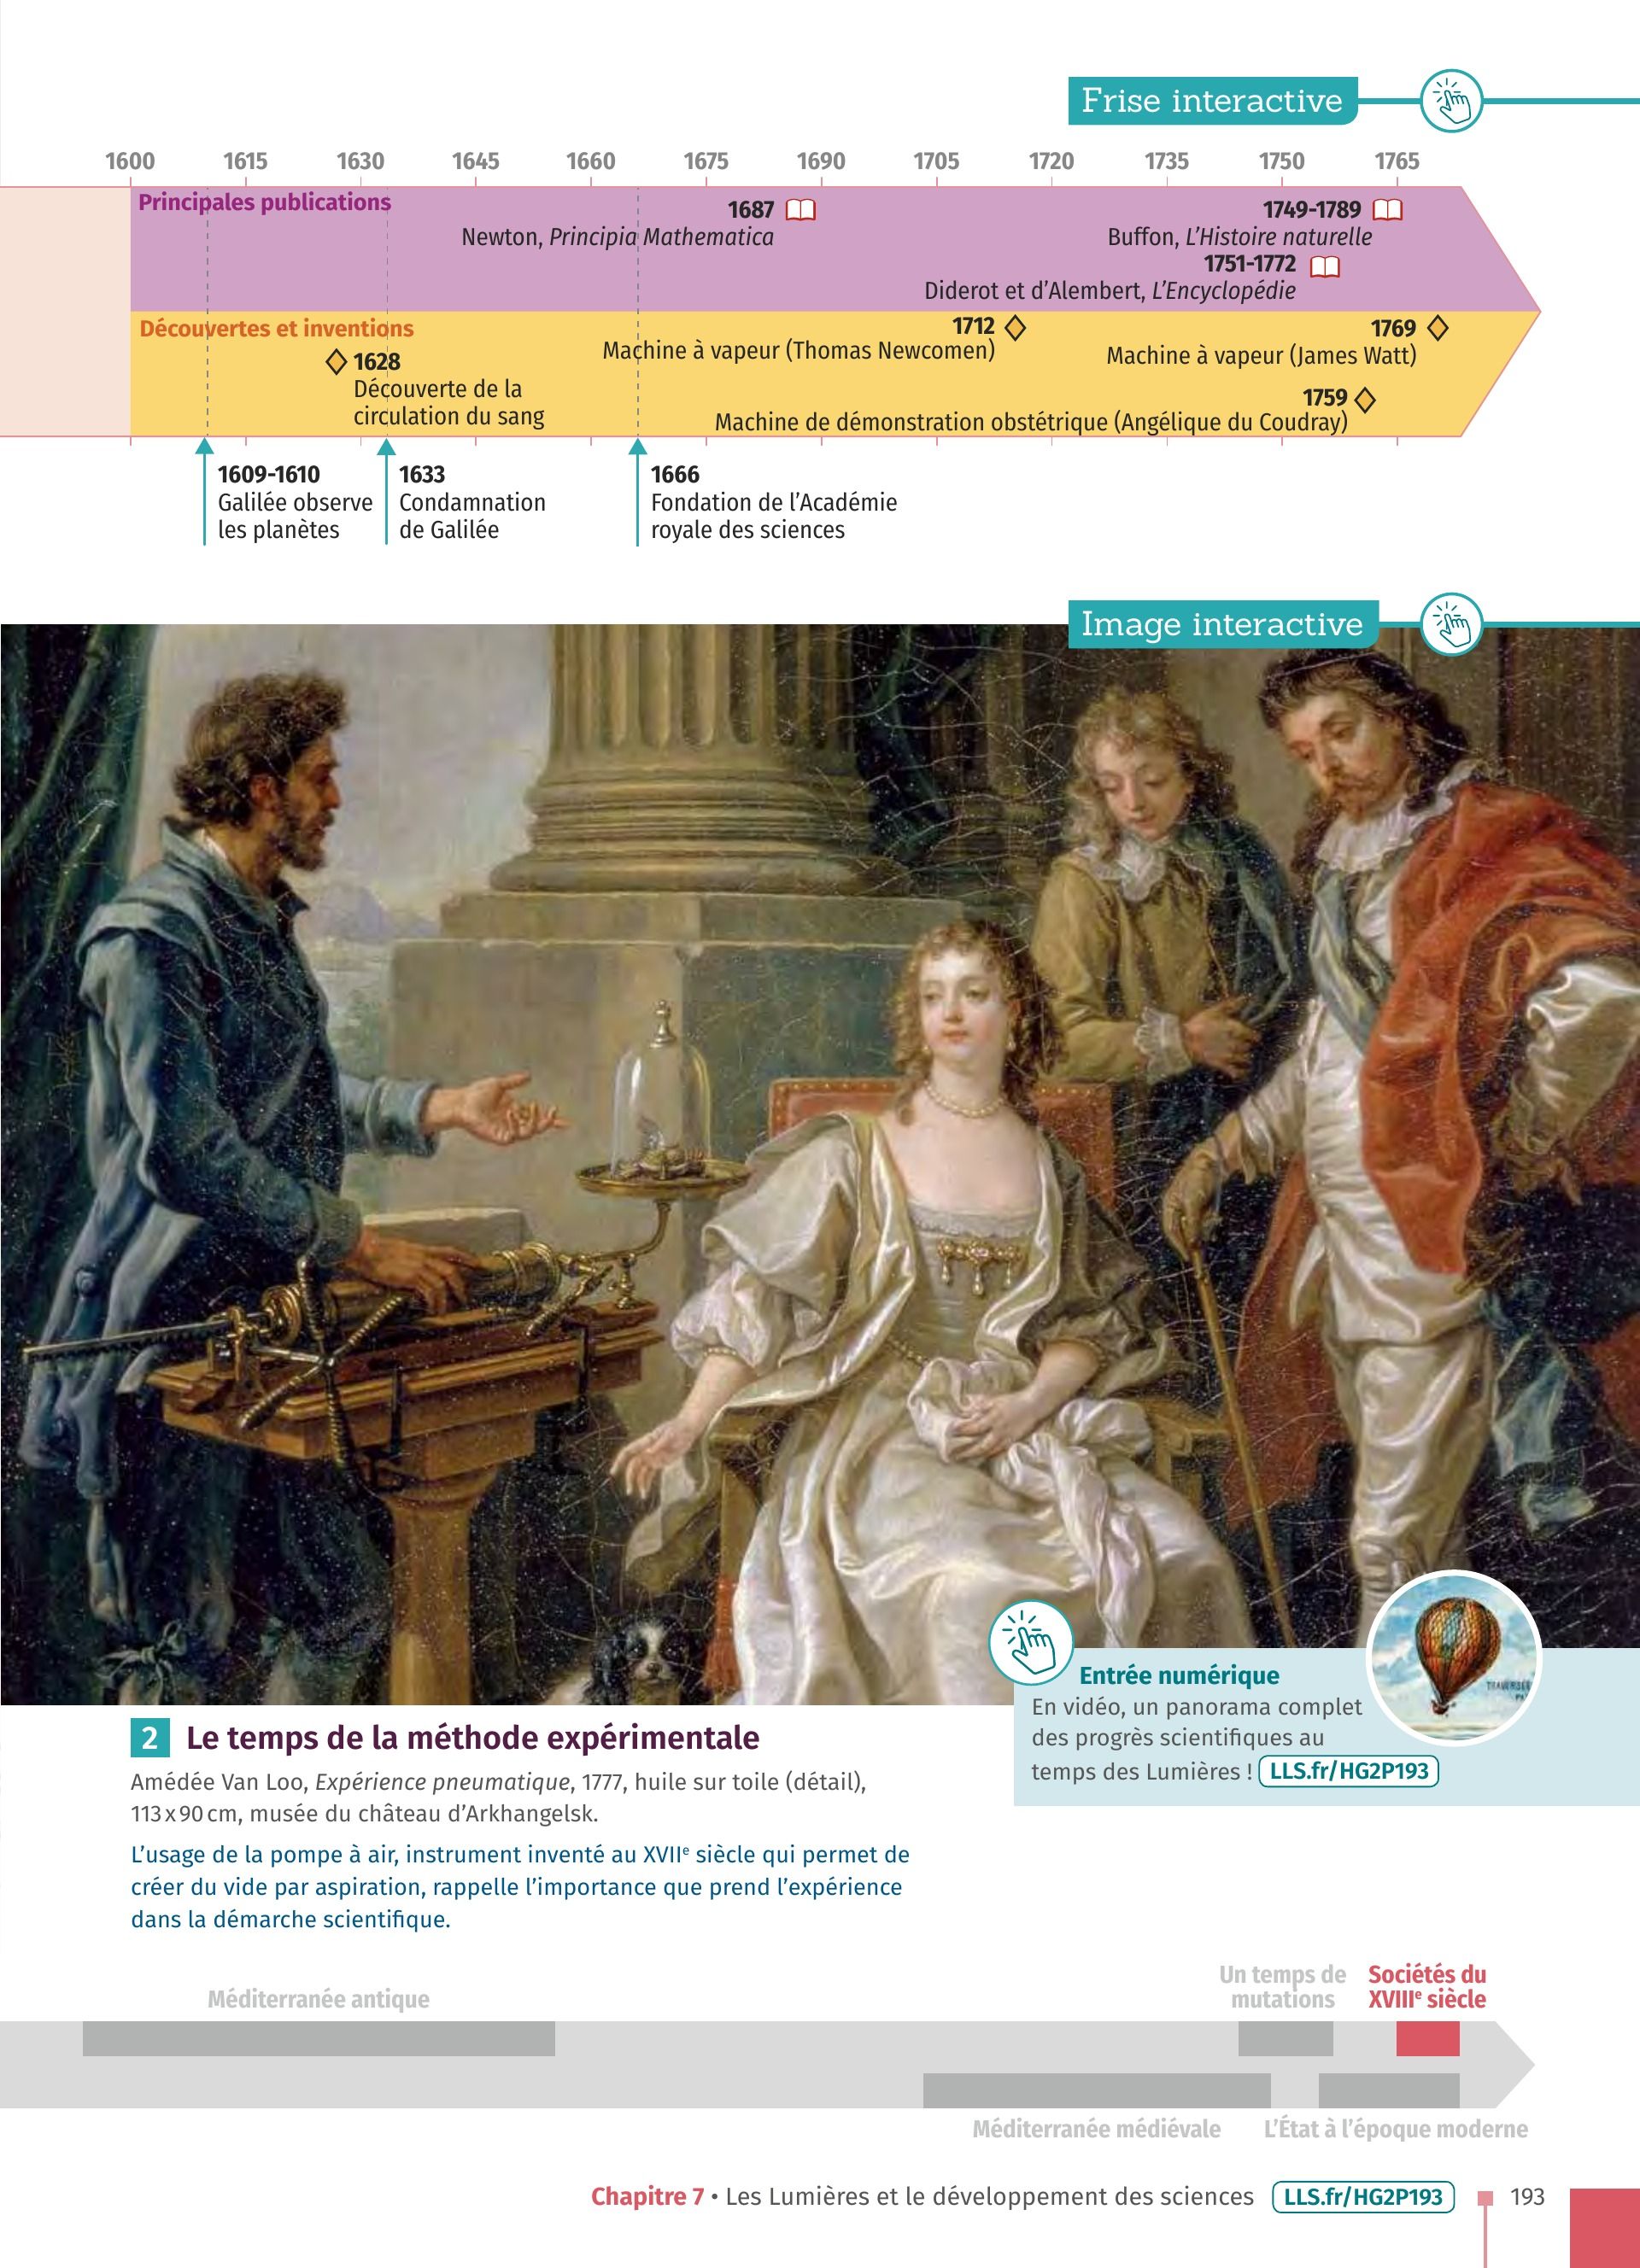 Frise interactive
1600 1615 1630 1645 1660 1675 1690 1705 1720 1735 1750 1765
Principales publications
1687
Newton, Principia Mathematica
1749-1789
Buffon, L’Histoire naturelle
1751-1772
Diderot et d’Alembert, L’Encyclopédie
Découvertes et inventions
1628
Découverte de la
circulation du sang
1712
Machine à vapeur (Thomas Newcomen)
1769
Machine à vapeur (James Watt)
1759
Machine de démonstration obstétrique (Angélique du Coudray)
1609-1610
Galilée observe
les planètes
1633
Condamnation
de Galilée
1666
Fondation de l’Académie
royale des sciences
Image interactive
Entrée numérique
En vidéo, un panorama complet
des progrès scientifiques au
temps des Lumières ! LLS.fr/HG2P193
2 Le temps de la méthode expérimentale
Amédée Van Loo, Expérience pneumatique, 1777, huile sur toile (détail),
113 x 90 cm, musée du château d’Arkhangelsk.
L’usage de la pompe à air, instrument inventé au XVIIe siècle qui permet de
créer du vide par aspiration, rappelle l’importance que prend l’expérience
dans la démarche scientifique.
Méditerranée antique
Un temps de
mutations
Sociétés du
XVIIIe siècle
Méditerranée médiévale
L’État à l’époque moderne
Chapitre 7 • Les Lumières et le développement des sciences LLS.fr/HG2P193 193